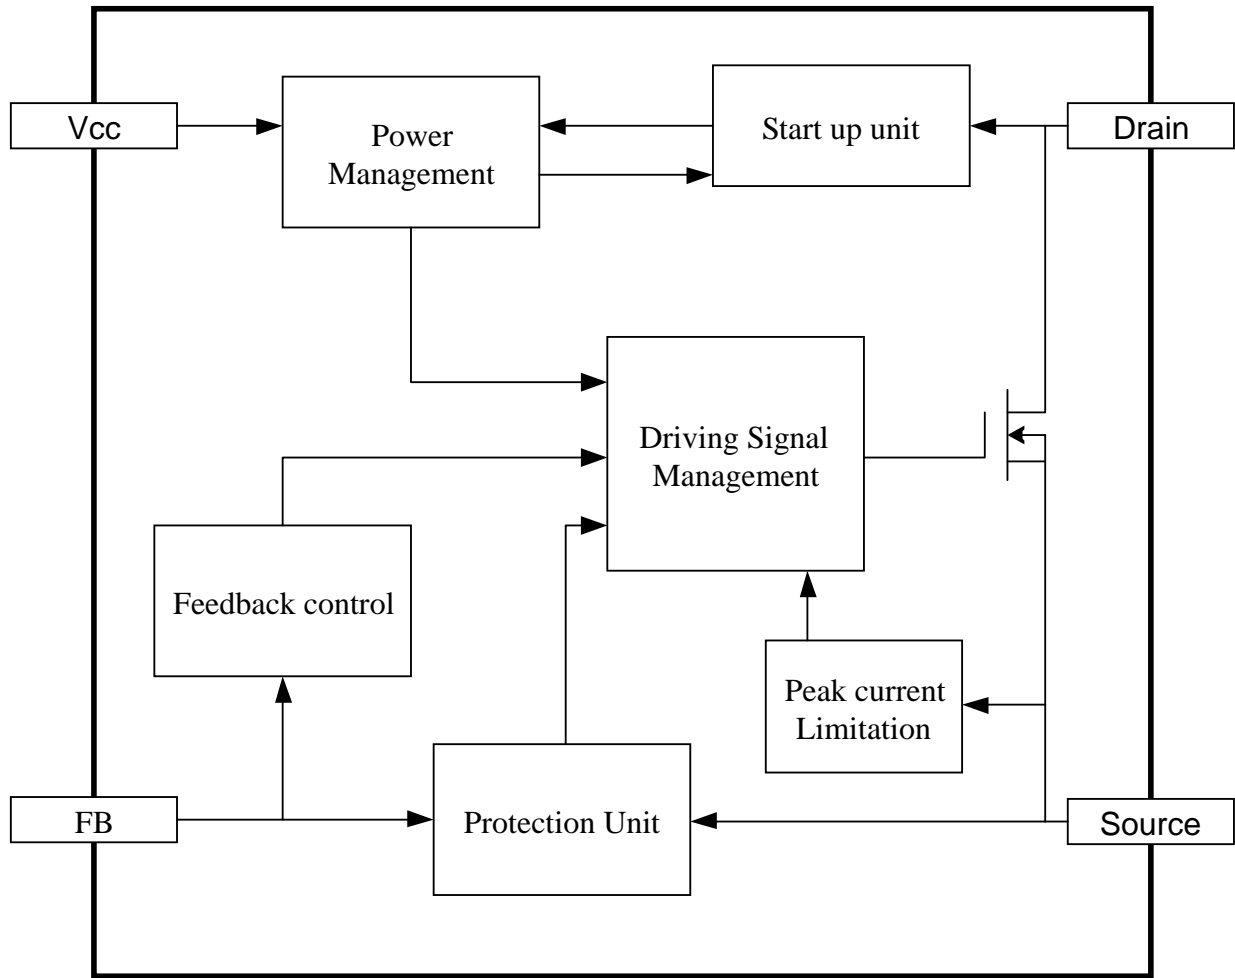 Vcc
Power
Management
Start up unit
Drain
Driving Signal
Management
Feedback control
Peak current
Limitation
FB
Protection Unit
Source